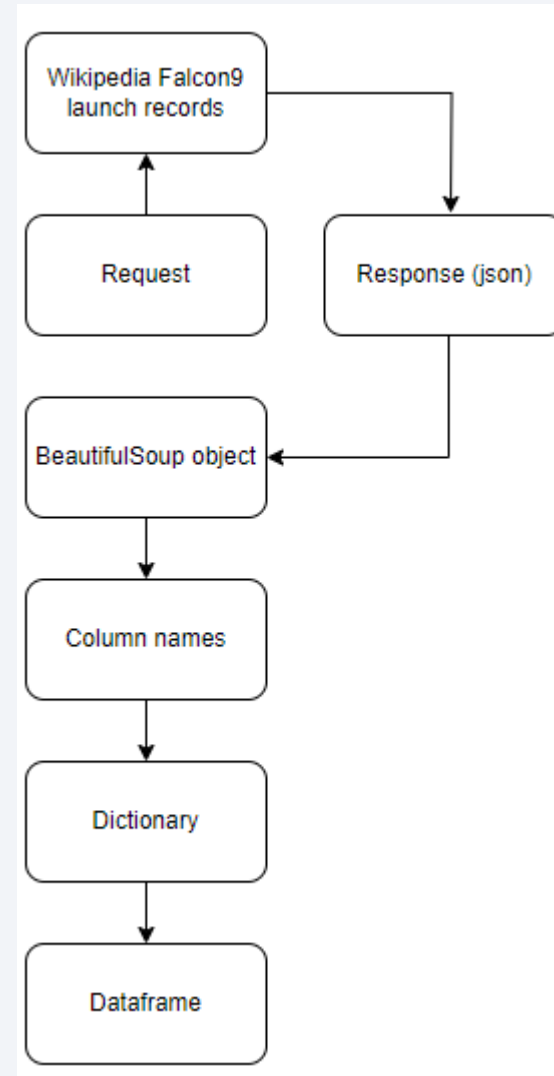 Wikipedia Falcon9
launch records
Request
Response (json)
BeautifulSoup object
Column names
Dictionary
Dataframe